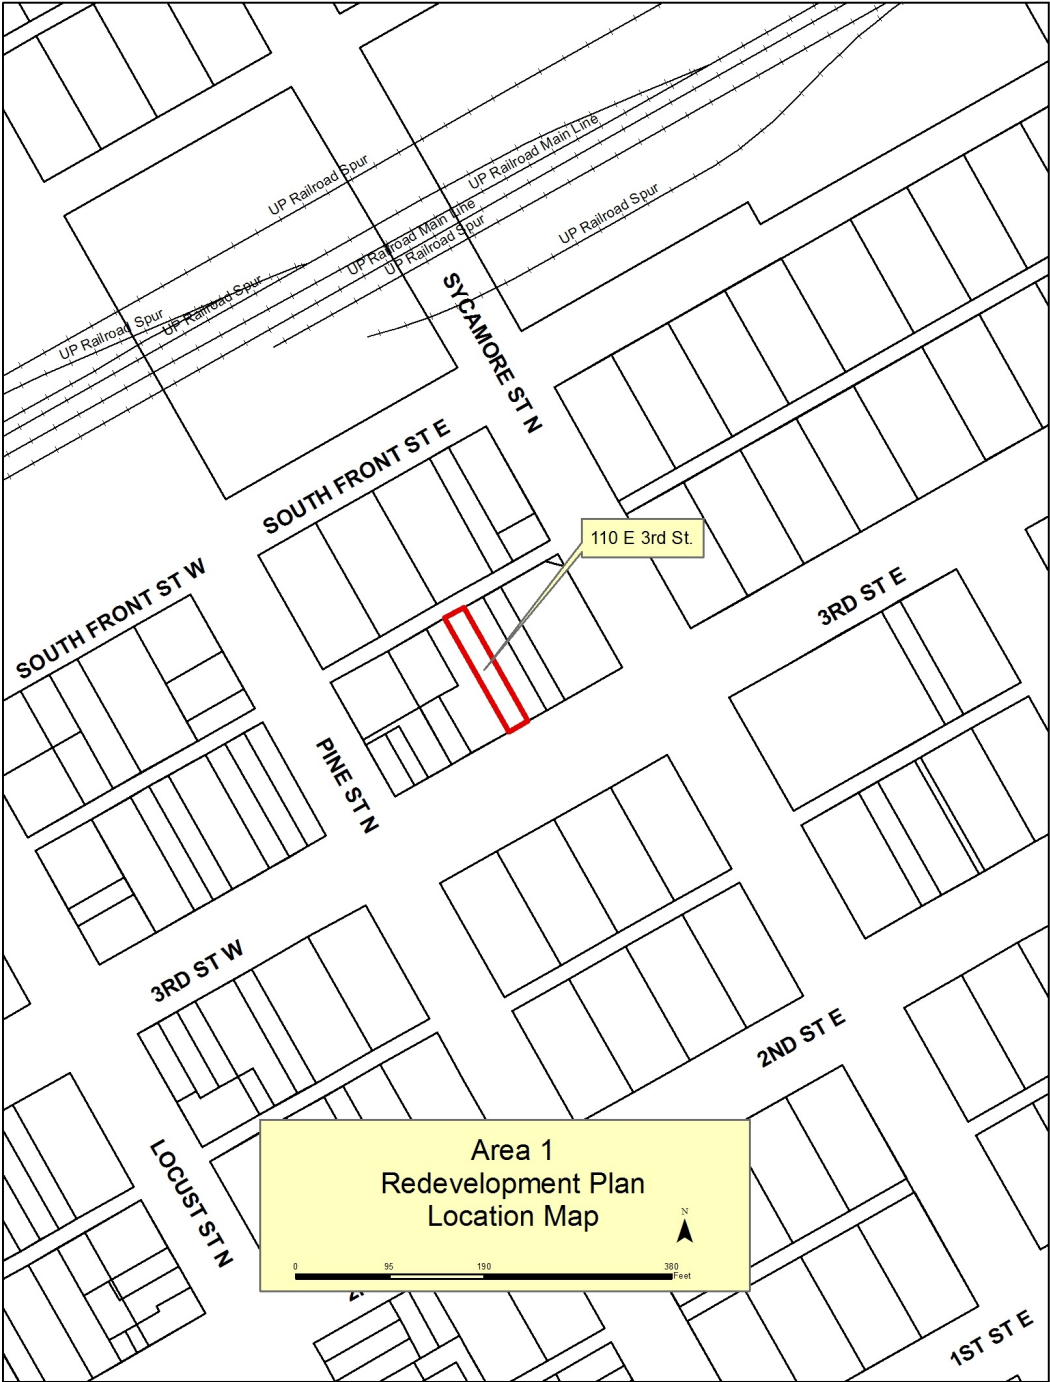 UP Railroad Main Line
UP Railroad Spur
UP Railroad Spur
UP Railroad Main Line
UP Railroad Spur
UP Railroad Spur
UP Railroad Spur
SYCAMORE ST N
SOUTH FRONT ST E
110 E 3rd St.
SOUTH FRONT ST W
3RD ST E
PINE ST N
3RD ST W
2ND ST E
LOCUST ST N
Area 1
Redevelopment Plan
Location Map
N
0 95 190 380
Feet
1ST ST E